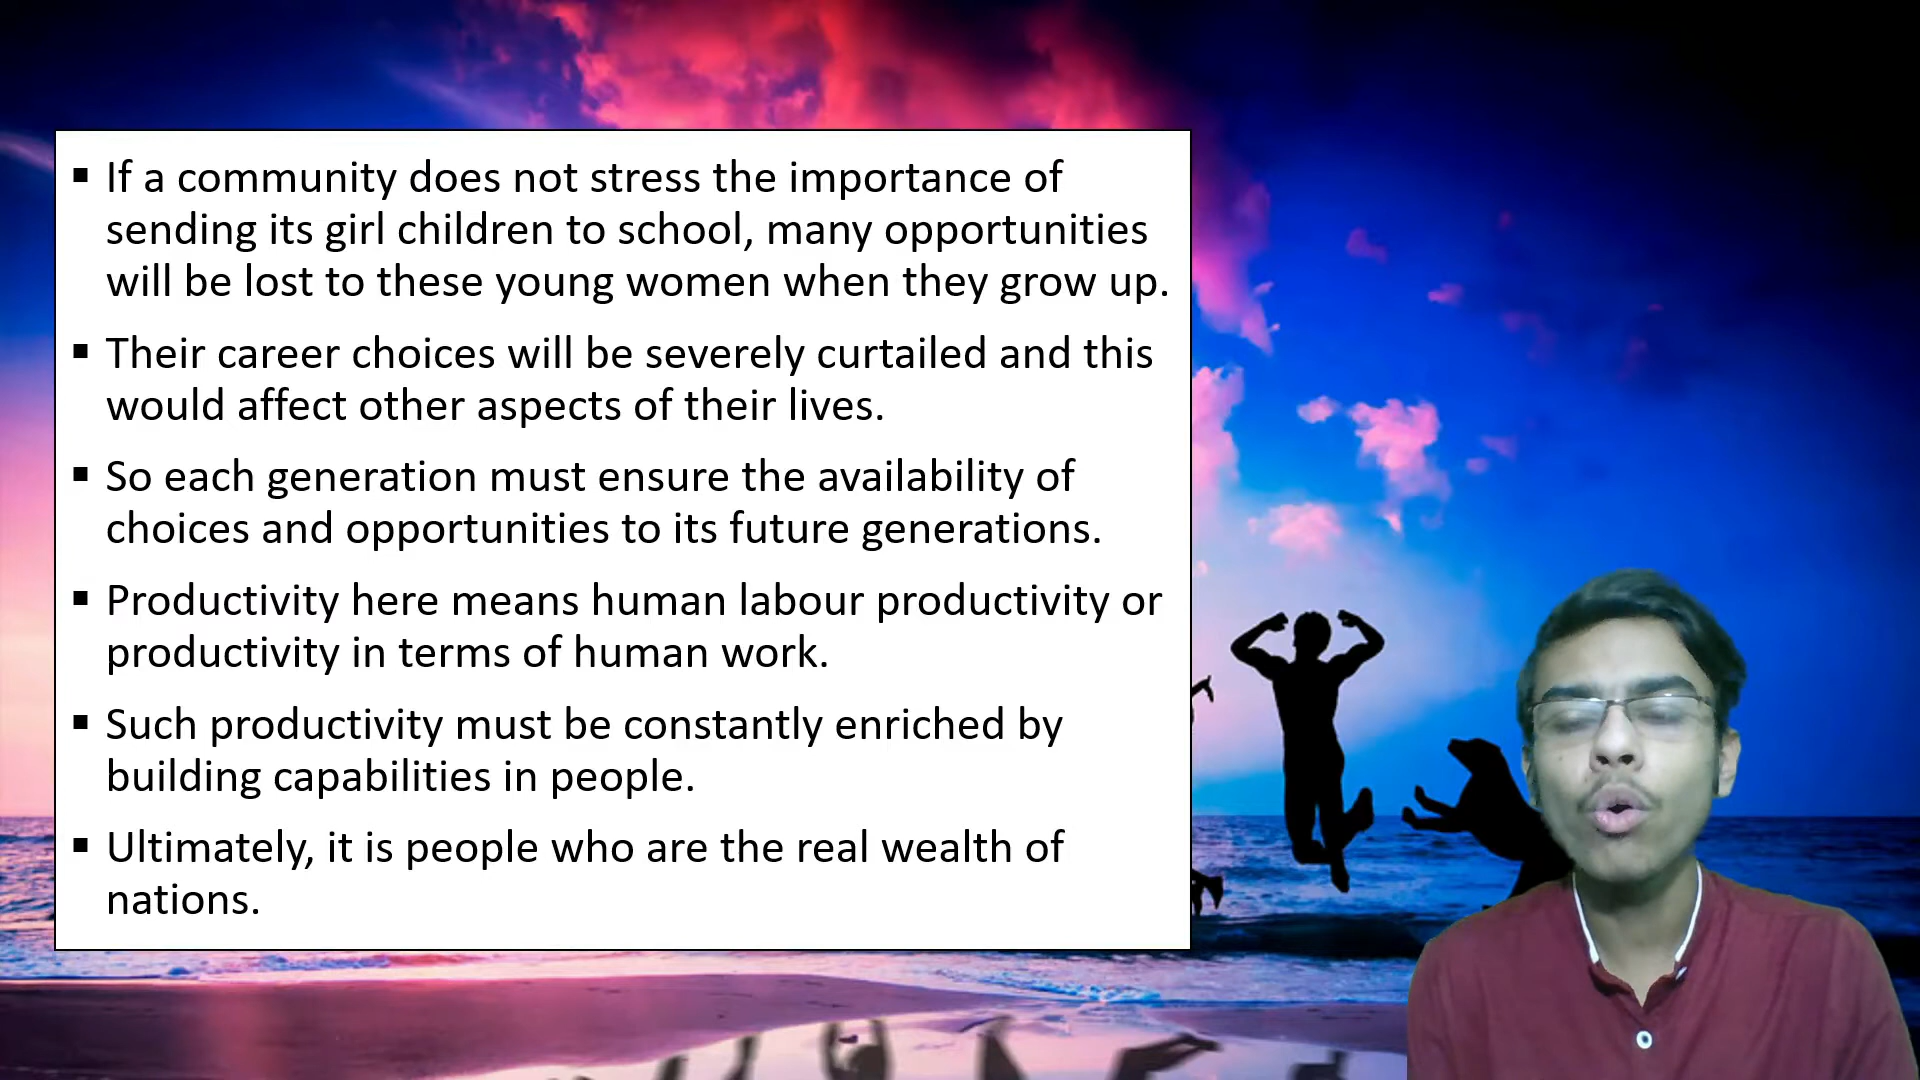 ▪ If a community does not stress the importance of
sending its girl children to school, many opportunities
will be lost to these young women when they grow up.
▪ Their career choices will be severely curtailed and this
would affect other aspects of their lives.
▪ So each generation must ensure the availability of
choices and opportunities to its future generations.
▪ Productivity here means human labour productivity or
productivity in terms of human work.
▪ Such productivity must be constantly enriched by
building capabilities in people.
▪ Ultimately, it is people who are the real wealth of
nations.